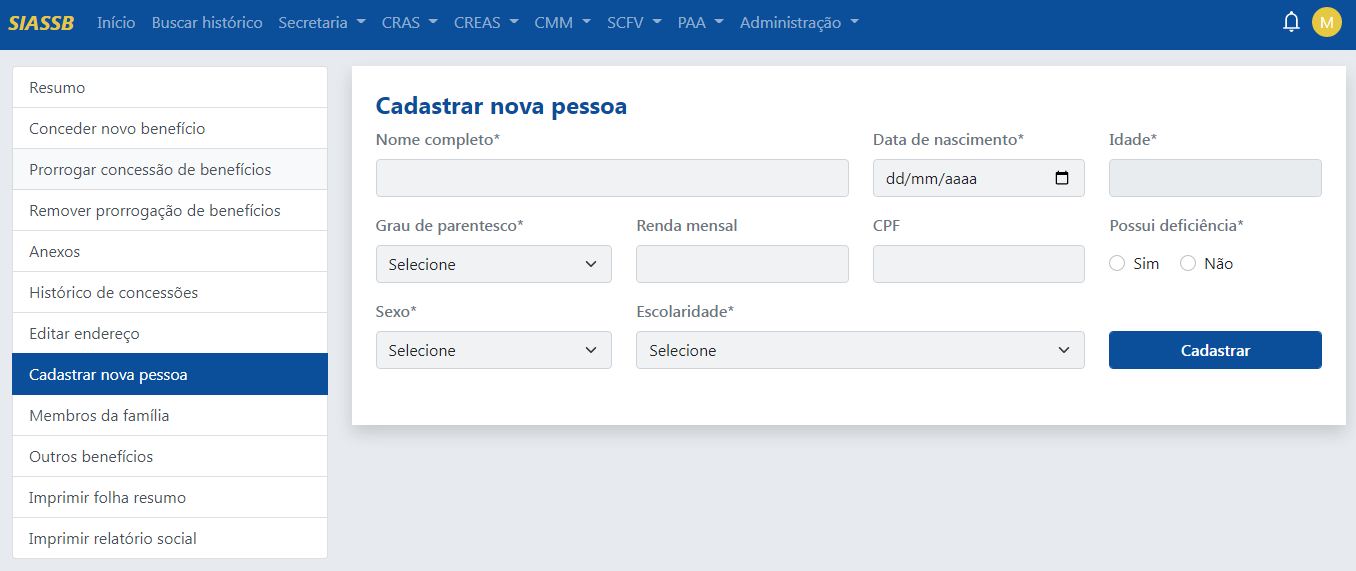 SIASSB Início Buscar histórico Secretaria CRAS CREAS CMM SCFV PAA Administração M
Resumo
Conceder novo benefício
Prorrogar concessão de benefícios
Remover prorrogação de benefícios
Anexos
Histórico de concessões
Editar endereço
Cadastrar nova pessoa
Membros da família
Outros benefícios
Imprimir folha resumo
Imprimir relatório social
Cadastrar nova pessoa
Nome completo* Data de nascimento* Idade*
dd/mm/aaaa
Grau de parentesco* Renda mensal CPF Possui deficiência*
Selecione Sim Não
Sexo* Escolaridade*
Selecione Selecione Cadastrar